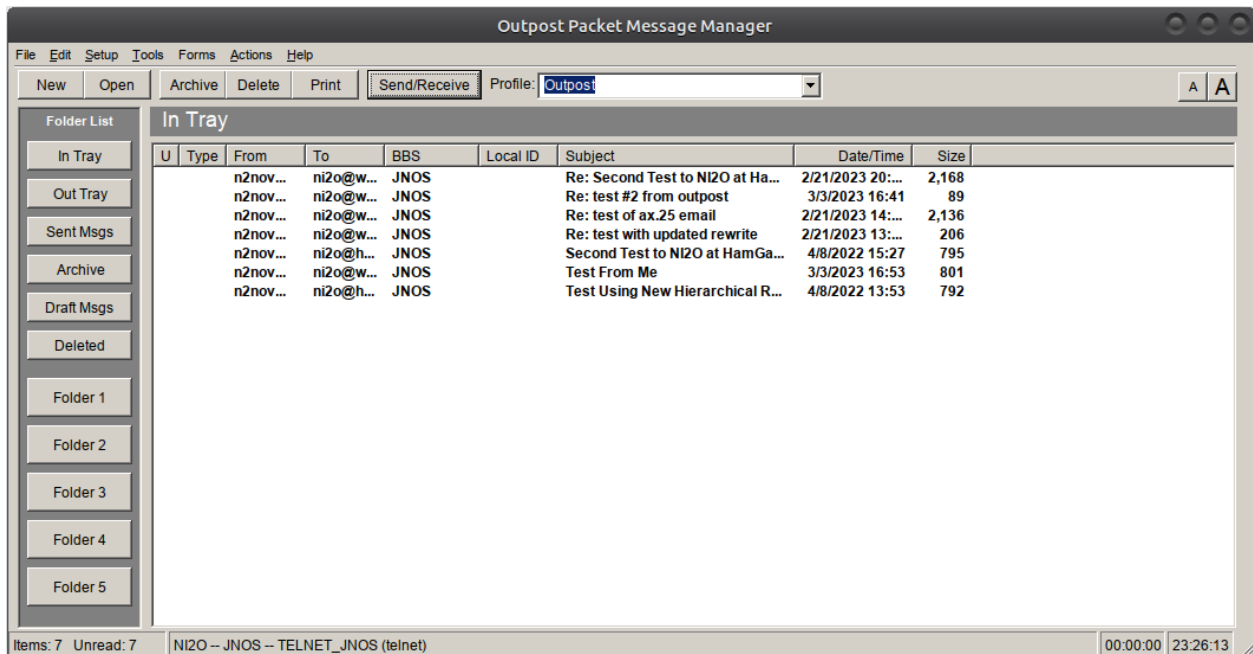 Outpost Packet Message Manager
File Edit Setup Tools Forms Actions Help
New Open Archive Delete Print Send/Receive Profile: Outpost A A
Folder List
In Tray
Out Tray
Sent Msgs
Archive
Draft Msgs
Deleted
Folder 1
Folder 2
Folder 3
Folder 4
Folder 5
In Tray
U Type From To BBS Local ID Subject Date/Time Size
n2nov... ni2o@w... JNOS Re: Second Test to NI2O at Ha... 2/21/2023 20:... 2,168
n2nov... ni2o@w... JNOS Re: test #2 from outpost 3/3/2023 16:41 89
n2nov... ni2o@w... JNOS Re: test of ax.25 email 2/21/2023 14:... 2,136
n2nov... ni2o@w... JNOS Re: test with updated rewrite 2/21/2023 13:... 206
n2nov... ni2o@h... JNOS Second Test to NI2O at HamGa... 4/8/2022 15:27 795
n2nov... ni2o@w... JNOS Test From Me 3/3/2023 16:53 801
n2nov... ni2o@h... JNOS Test Using New Hierarchical R... 4/8/2022 13:53 792
Items: 7 Unread: 7 NI2O -- JNOS -- TELNET_JNOS (telnet) 00:00:00 23:26:13